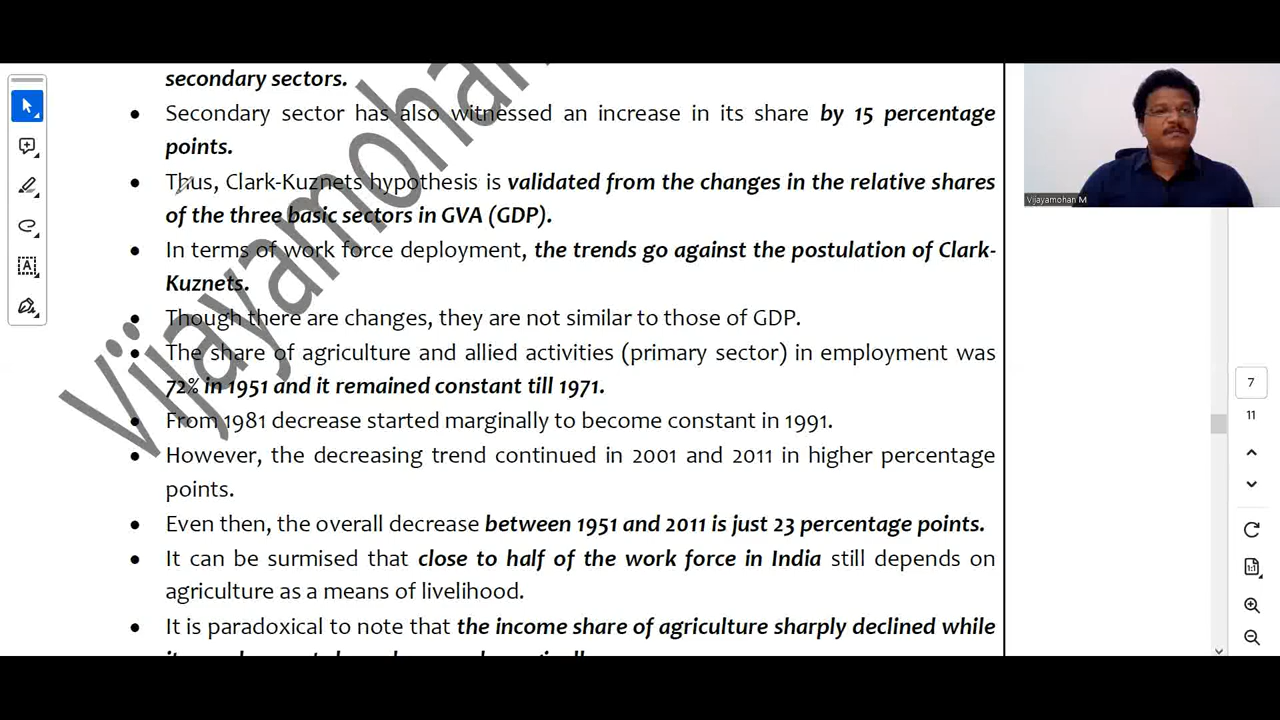 secondary sectors.
• Secondary sector has also witnessed an increase in its share by 15 percentage
points.
• Thus, Clark-Kuznets hypothesis is validated from the changes in the relative shares
of the three basic sectors in GVA (GDP).
• In terms of work force deployment, the trends go against the postulation of Clark-
Kuznets.
• Though there are changes, they are not similar to those of GDP.
• The share of agriculture and allied activities (primary sector) in employment was
72% in 1951 and it remained constant till 1971.
• From 1981 decrease started marginally to become constant in 1991.
• However, the decreasing trend continued in 2001 and 2011 in higher percentage
points.
• Even then, the overall decrease between 1951 and 2011 is just 23 percentage points.
• It can be surmised that close to half of the work force in India still depends on
agriculture as a means of livelihood.
• It is paradoxical to note that the income share of agriculture sharply declined while
Vijayamohan
Vijayamohan M
7
11
1:1